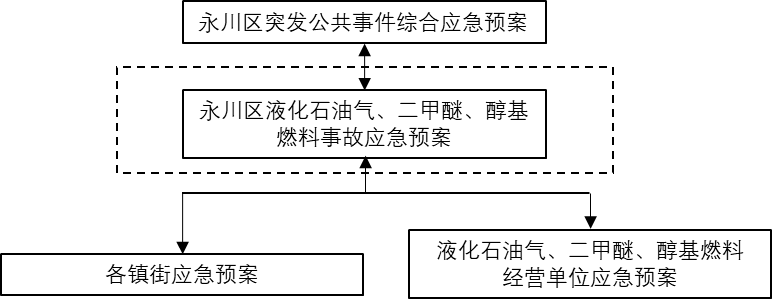 永川区突发公共事件综合应急预案
永川区液化石油气、二甲醚、醇基
燃料事故应急预案
各镇街应急预案
液化石油气、二甲醚、醇基燃料
经营单位应急预案